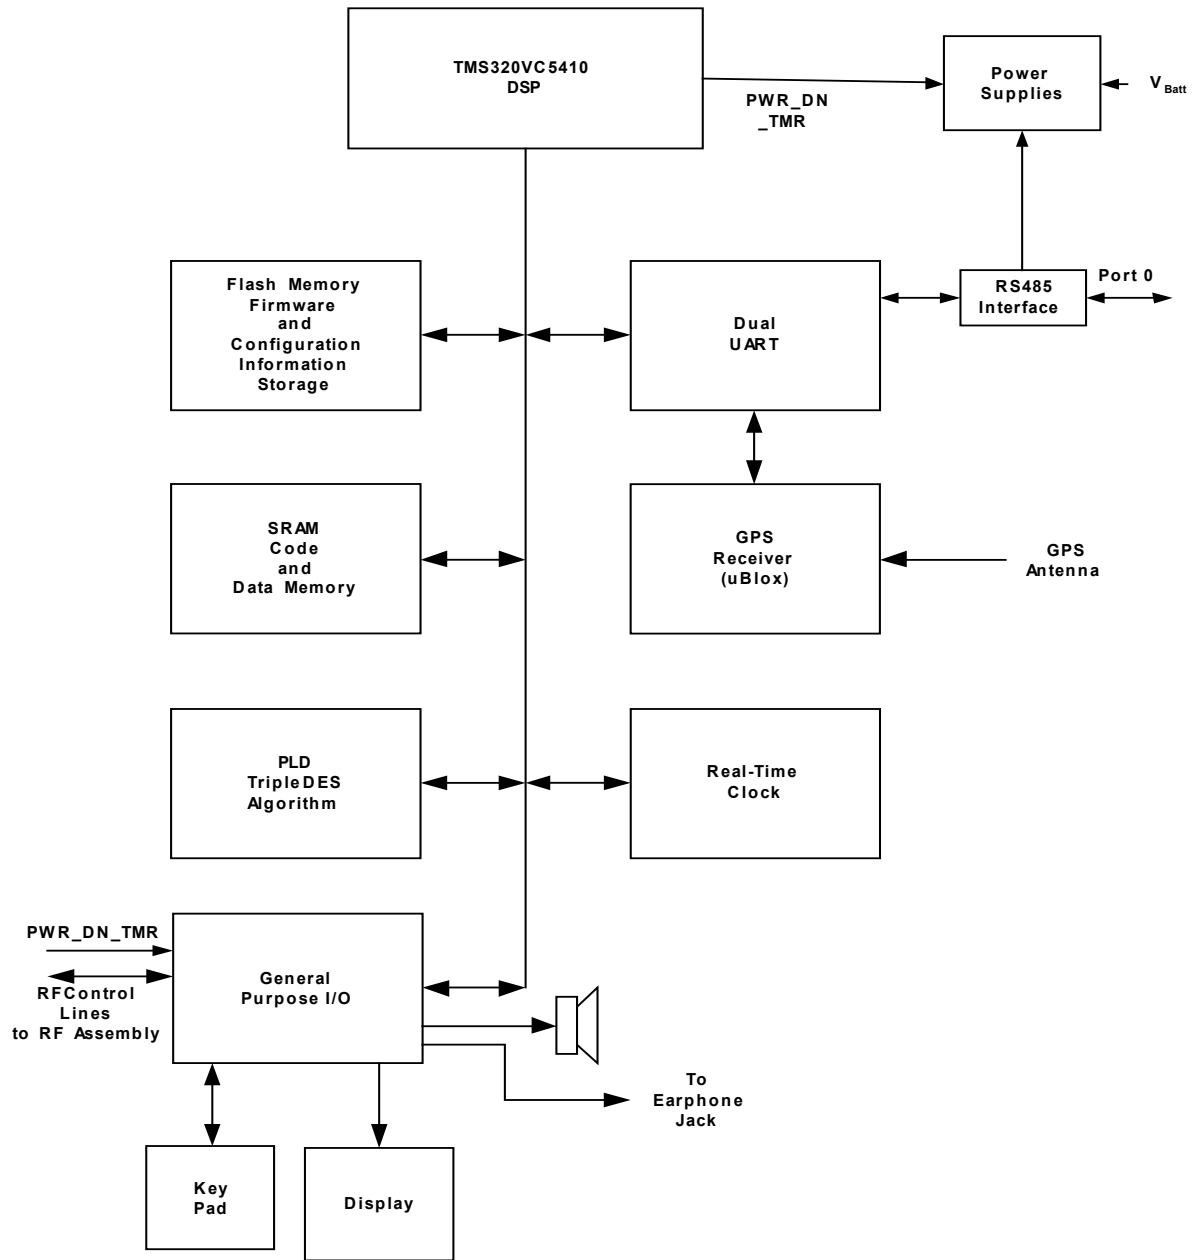 TMS320VC5410
DSP
PWR_DN
_TMR
Power
Supplies
V Batt
Flash Memory
Firmware
and
Configuration
Information
Storage
Dual
UART
RS485
Interface
Port 0
SRAM
Code
and
Data Memory
GPS
Receiver
(uBlox)
GPS
Antenna
PLD
TripleDES
Algorithm
Real-Time
Clock
PWR_DN_TMR
RFControl
Lines
to RF Assembly
General
Purpose I/O
To
Earphone
Jack
Key
Pad
Display